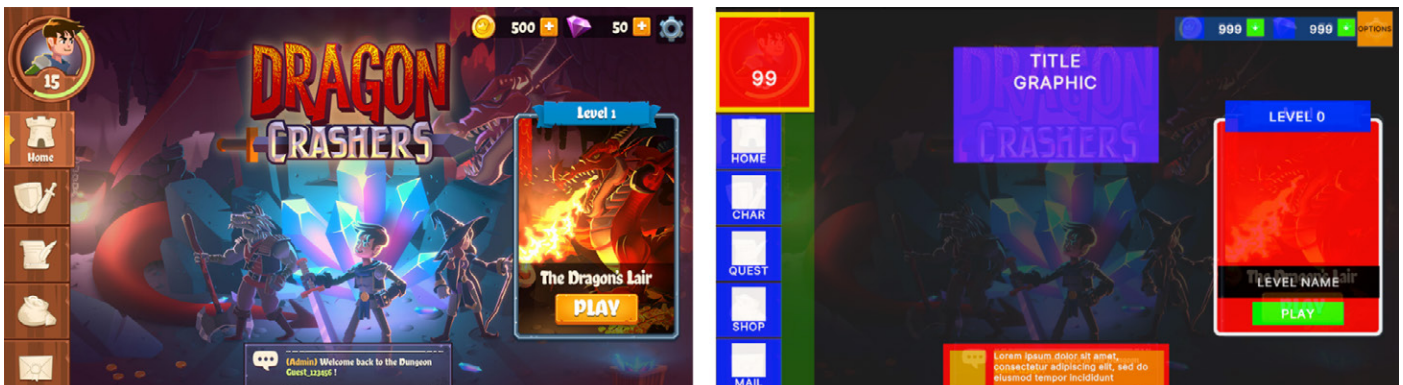 500
50
15
DRAGON
CRASHERS
Level 1
Home
The Dragon's Lair
PLAY
(Admin) Welcome back to the Dungeon
Guest_123456 !
999
999
OPTIONS
99
TITLE
GRAPHIC
CRASHERS
LEVEL 0
HOME
CHAR
QUEST
SHOP
MAIL
LEVEL NAME
PLAY
Lorem ipsum dolor sit amet,
consectetur adipiscing elit, sed do
eiusmod tempor incididunt